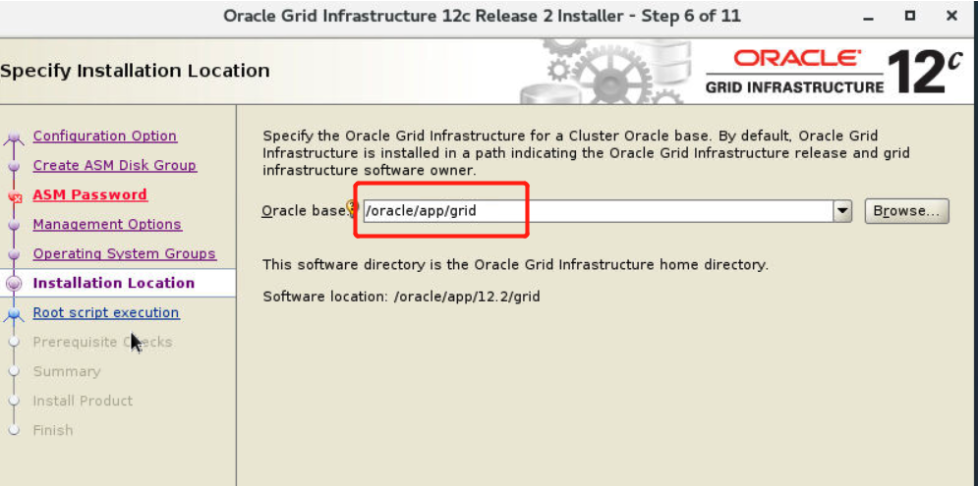 Oracle Grid Infrastructure 12c Release 2 Installer - Step 6 of 11
Specify Installation Location
ORACLE
GRID INFRASTRUCTURE
12c
Configuration Option
Create ASM Disk Group
ASM Password
Management Options
Operating System Groups
Installation Location
Root script execution
Prerequisite Checks
Summary
Install Product
Finish
Specify the Oracle Grid Infrastructure for a Cluster Oracle base. By default, Oracle Grid
Infrastructure is installed in a path indicating the Oracle Grid Infrastructure release and grid
infrastructure software owner.
Oracle base: /oracle/app/grid Browse...
This software directory is the Oracle Grid Infrastructure home directory.
Software location: /oracle/app/12.2/grid